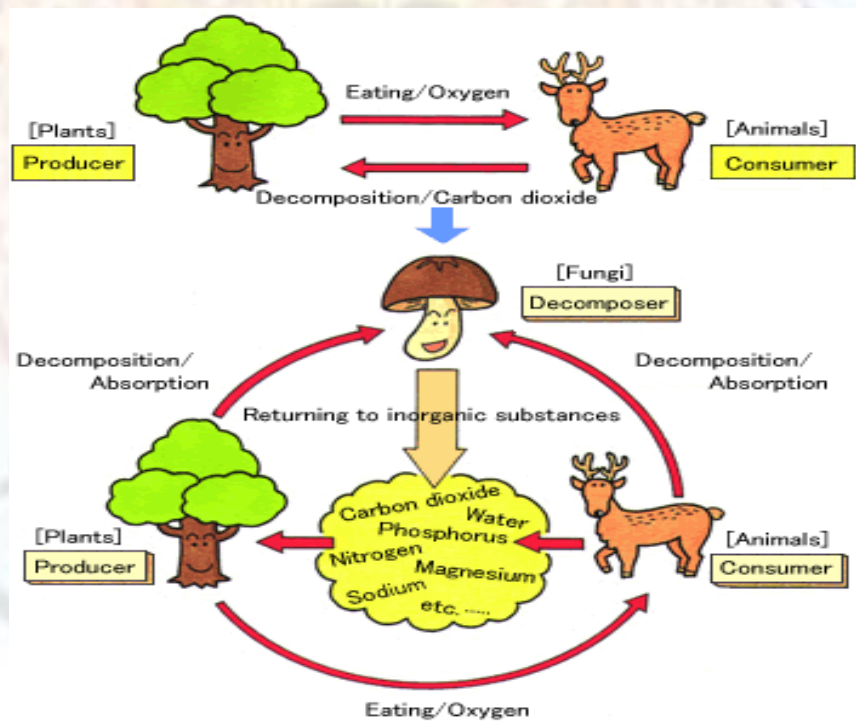 Eating/Oxygen
[Plants]
Producer
[Animals]
Consumer
Decomposition/Carbon dioxide
[Fungi]
Decomposer
Decomposition/
Absorption
Decomposition/
Absorption
Returning to inorganic substances
Carbon dioxide
Water
Phosphorus
Nitrogen
Magnesium
Sodium
etc. .....
[Plants]
Producer
[Animals]
Consumer
Eating/Oxygen